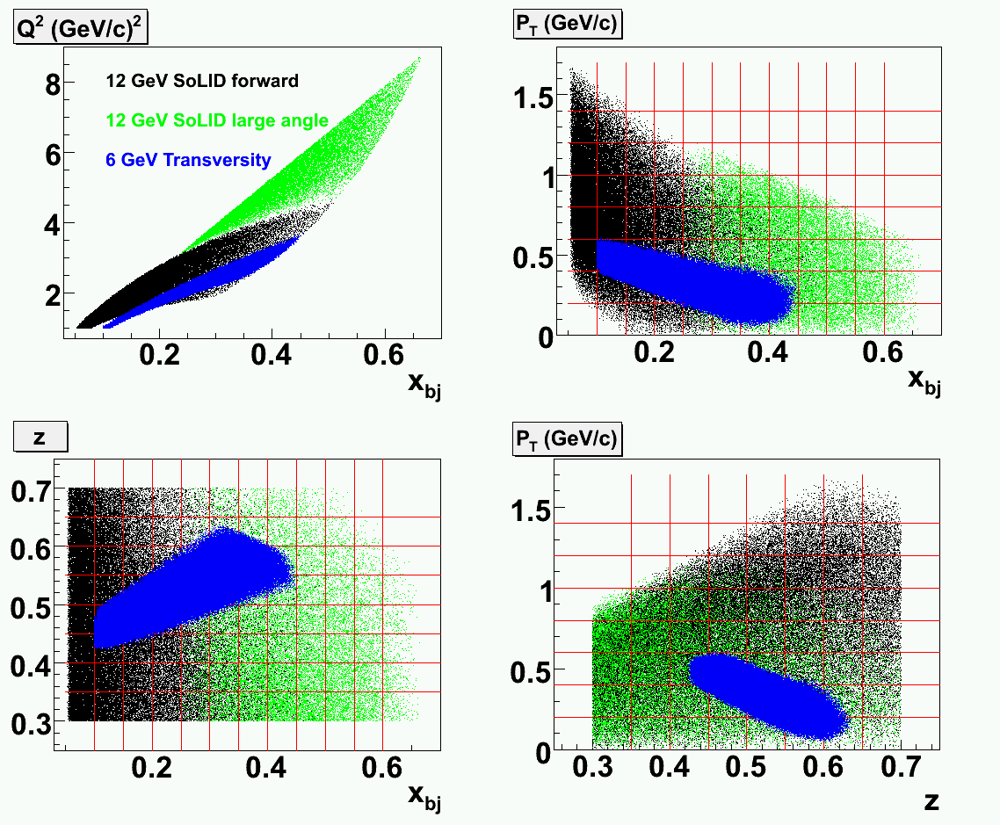 Q² (GeV/c)²
8
6
4
2
12 GeV SoLID forward
12 GeV SoLID large angle
6 GeV Transversity
0.2 0.4 0.6
x_bj
P_T (GeV/c)
1.5
1
0.5
0
0.2 0.4 0.6
x_bj
z
0.7
0.6
0.5
0.4
0.3
0.2 0.4 0.6
x_bj
P_T (GeV/c)
1.5
1
0.5
0
0.3 0.4 0.5 0.6 0.7
z